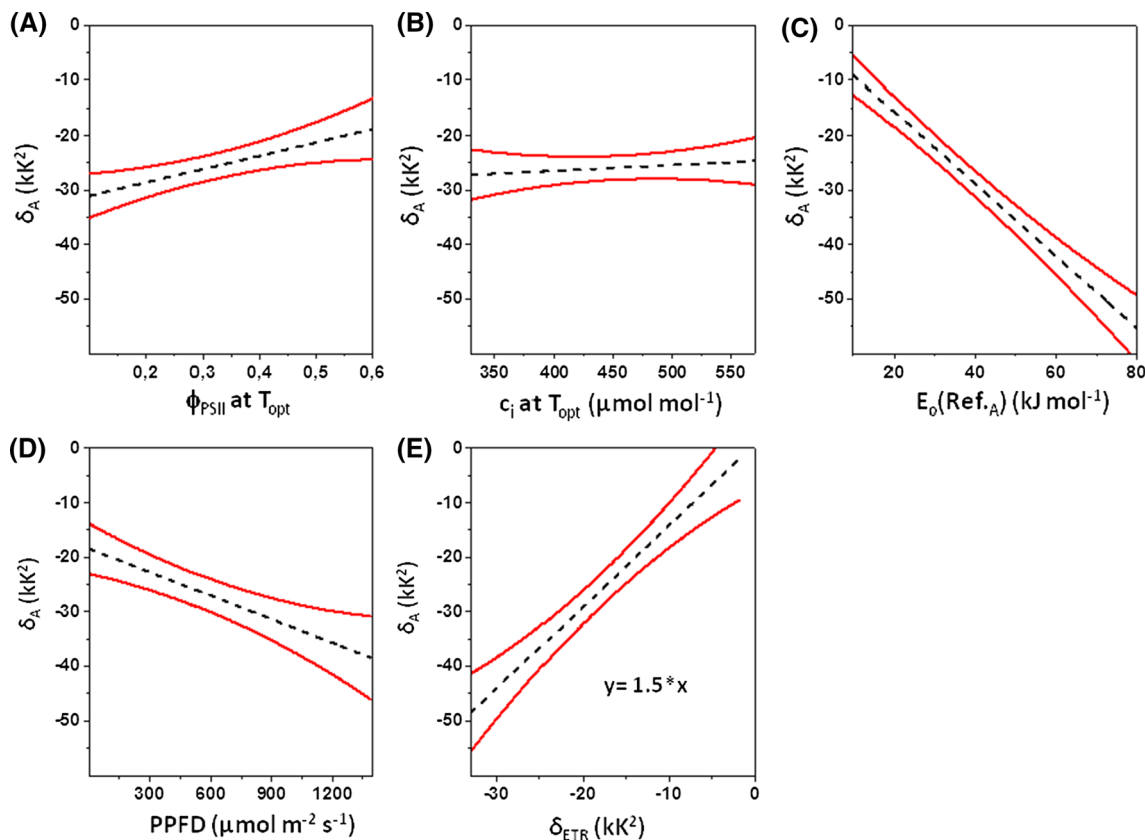 (A)
0
-10
-20
-30
-40
-50
δA (kK²)
0,2 0,3 0,4 0,5 0,6
ϕPSII at Topt
(B)
0
-10
-20
-30
-40
-50
δA (kK²)
350 400 450 500 550
ci at Topt (μmol mol⁻¹)
(C)
0
-10
-20
-30
-40
-50
δA (kK²)
20 40 60 80
Eo(Ref.A) (kJ mol⁻¹)
(D)
0
-10
-20
-30
-40
-50
δA (kK²)
300 600 900 1200
PPFD (μmol m⁻² s⁻¹)
(E)
0
-10
-20
-30
-40
-50
δA (kK²)
y= 1.5*x
-30 -20 -10 0
δETR (kK²)